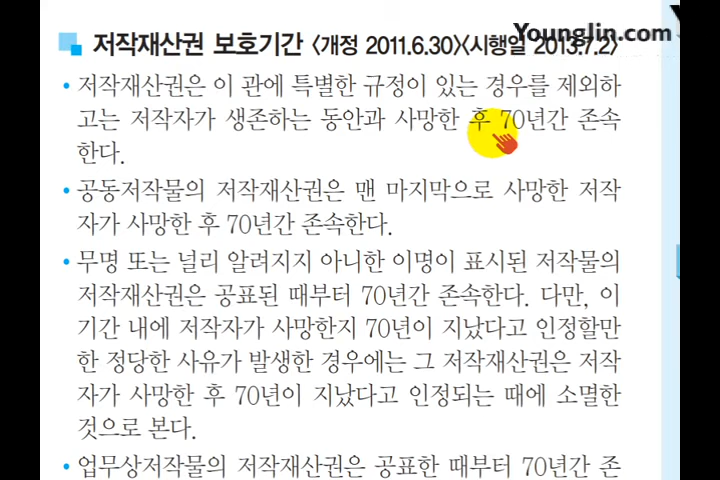 Younglin.com
저작재산권 보호기간 <개정 2011.6.30><시행일 2013.7.2>
• 저작재산권은 이 관에 특별한 규정이 있는 경우를 제외하
고는 저작자가 생존하는 동안과 사망한 후 70년간 존속
한다.
• 공동저작물의 저작재산권은 맨 마지막으로 사망한 저작
자가 사망한 후 70년간 존속한다.
• 무명 또는 널리 알려지지 아니한 이명이 표시된 저작물의
저작재산권은 공표된 때부터 70년간 존속한다. 다만, 이
기간 내에 저작자가 사망한지 70년이 지났다고 인정할만
한 정당한 사유가 발생한 경우에는 그 저작재산권은 저작
자가 사망한 후 70년이 지났다고 인정되는 때에 소멸한
것으로 본다.
• 업무상저작물의 저작재산권은 공표한 때부터 70년간 존